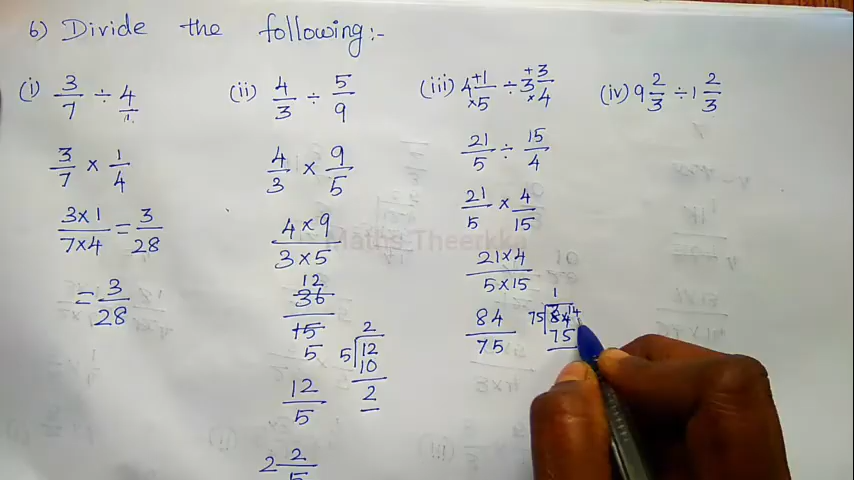 6) Divide the following:-
(i) 3/7 ÷ 4/1
3/7 × 1/4
3×1/7×4 = 3/28
= 3/28
(ii) 4/3 ÷ 5/9
4/3 × 9/5
4×9/3×5
12
36/15
5
12/5
2 2/5
2
5 12
10
2
(iii) 4 +1/×5 ÷ 3 +3/×4
21/5 ÷ 15/4
21/5 × 4/15
21×4/5×15
84/75
1
7 14
75 84
75
(iv) 9 2/3 ÷ 1 2/3
Maths Theerkka